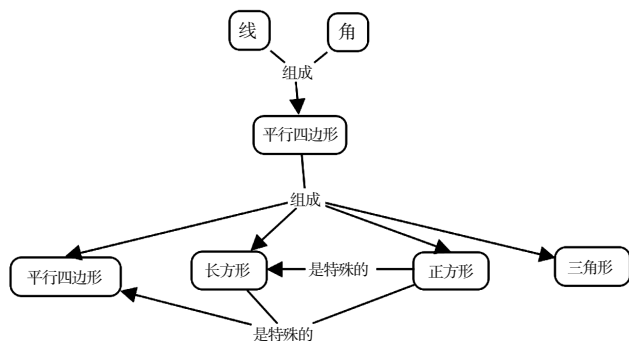 线
角
组成
平行四边形
组成
平行四边形
长方形
是特殊的
正方形
三角形
是特殊的